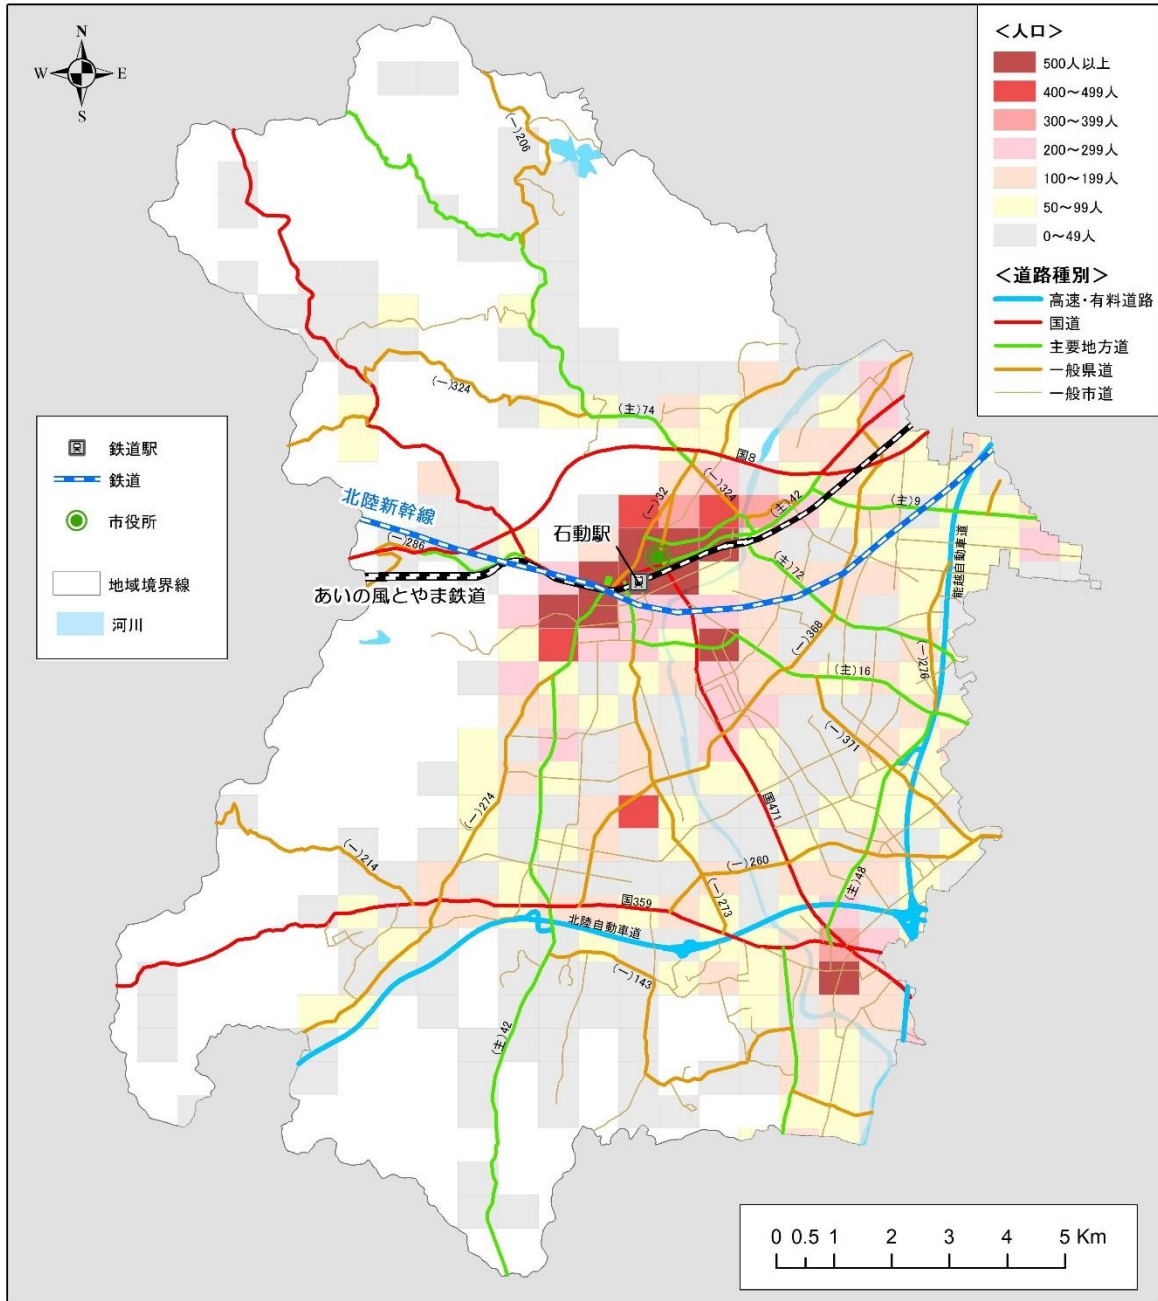 N
W E
S
<人口>
500人以上
400~499人
300~399人
200~299人
100~199人
50~99人
0~49人
<道路種別>
高速・有料道路
国道
主要地方道
一般県道
一般市道
鉄道駅
鉄道
市役所
地域境界線
河川
(一)206
(一)324
(主)74
国8
(一)32
(一)324
(主)42
(主)9
北陸新幹線
石動駅
(一)286
あいの風とやま鉄道
(主)72
能越自動車道
(一)368
(一)276
(主)16
(一)371
(一)274
国471
(一)214
(一)260
(主)48
国359
(一)273
北陸自動車道
(一)143
(主)42
0 0.5 1 2 3 4 5 Km